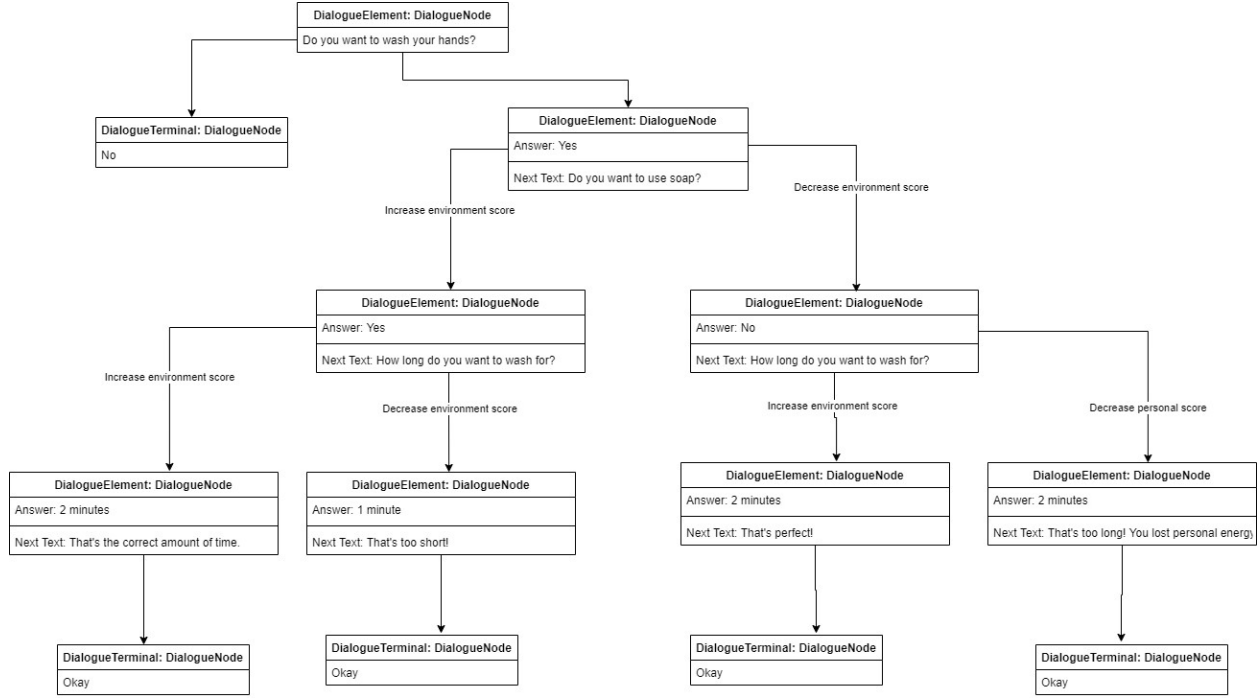 DialogueElement: DialogueNode
Do you want to wash your hands?
DialogueTerminal: DialogueNode
No
DialogueElement: DialogueNode
Answer: Yes
Next Text: Do you want to use soap?
Increase environment score
Decrease environment score
DialogueElement: DialogueNode
Answer: Yes
Next Text: How long do you want to wash for?
DialogueElement: DialogueNode
Answer: No
Next Text: How long do you want to wash for?
Increase environment score
Decrease environment score
Increase environment score
Decrease personal score
DialogueElement: DialogueNode
Answer: 2 minutes
Next Text: That's the correct amount of time.
DialogueElement: DialogueNode
Answer: 1 minute
Next Text: That's too short!
DialogueElement: DialogueNode
Answer: 2 minutes
Next Text: That's perfect!
DialogueElement: DialogueNode
Answer: 2 minutes
Next Text: That's too long! You lost personal energy
DialogueTerminal: DialogueNode
Okay
DialogueTerminal: DialogueNode
Okay
DialogueTerminal: DialogueNode
Okay
DialogueTerminal: DialogueNode
Okay